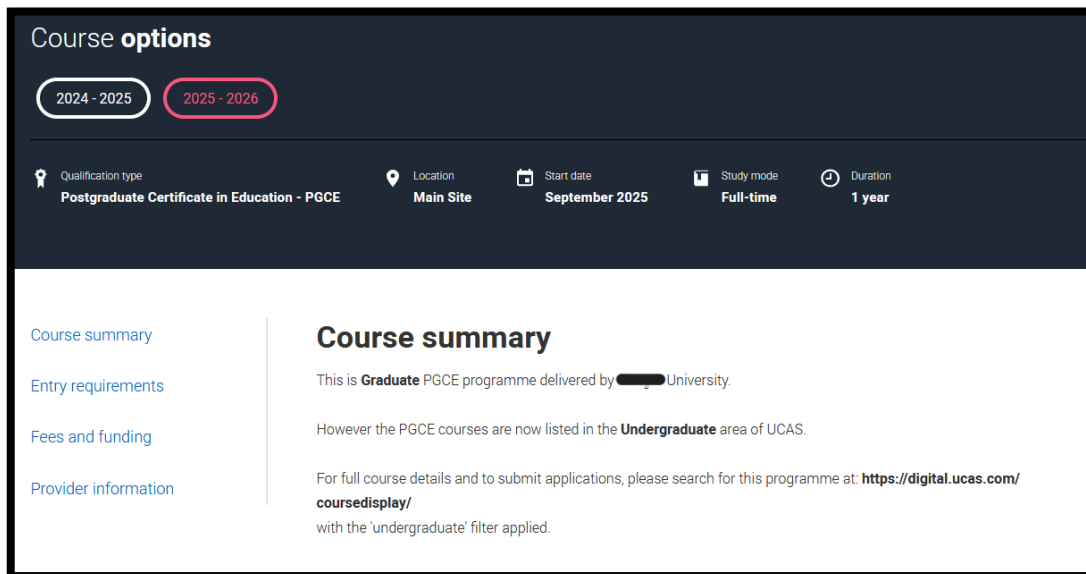 Course options
2024 - 2025
2025 - 2026
Qualification type
Postgraduate Certificate in Education - PGCE
Location
Main Site
Start date
September 2025
Study mode
Full-time
Duration
1 year
Course summary
Entry requirements
Fees and funding
Provider information
Course summary
This is Graduate PGCE programme delivered by University.
However the PGCE courses are now listed in the Undergraduate area of UCAS.
For full course details and to submit applications, please search for this programme at: https://digital.ucas.com/
coursedisplay/
with the 'undergraduate' filter applied.